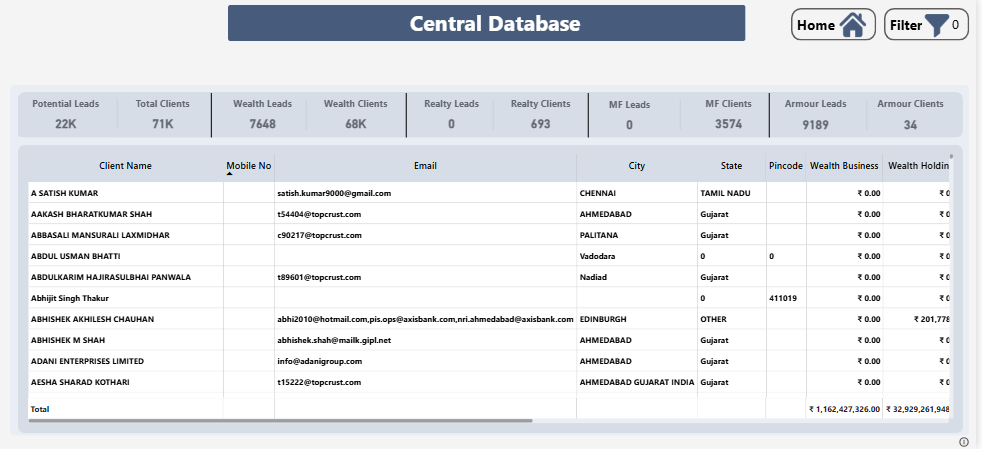 Central Database
Home
Filter 0
Potential Leads Total Clients Wealth Leads Wealth Clients Realty Leads Realty Clients MF Leads MF Clients Armour Leads Armour Clients
22K 71K 7648 68K 0 693 0 3574 9189 34
Client Name Mobile No Email City State Pincode Wealth Business Wealth Holdin
A SATISH KUMAR satish.kumar9000@gmail.com CHENNAI TAMIL NADU ₹ 0.00 ₹ 0
AAKASH BHARATKUMAR SHAH t54404@topcrust.com AHMEDABAD Gujarat ₹ 0.00 ₹ 0
ABBASALI MANSURALI LAXMIDHAR c90217@topcrust.com PALITANA Gujarat ₹ 0.00 ₹ 0
ABDUL USMAN BHATTI Vadodara 0 0 ₹ 0.00 ₹ 0
ABDULKARIM HAJIRASULBHAI PANWALA t89601@topcrust.com Nadiad Gujarat ₹ 0.00 ₹ 0
Abhijit Singh Thakur 0 411019 ₹ 0.00 ₹ 0
ABHISHEK AKHILESH CHAUHAN abhi2010@hotmail.com,pis.ops@axisbank.com,nri.ahmedabad@axisbank.com EDINBURGH OTHER ₹ 0.00 ₹ 201,778
ABHISHEK M SHAH abhishek.shah@mailk.gipl.net AHMEDABAD Gujarat ₹ 0.00 ₹ 0
ADANI ENTERPRISES LIMITED info@adanigroup.com AHMEDABAD Gujarat ₹ 0.00 ₹ 0
AESHA SHARAD KOTHARI t15222@topcrust.com AHMEDABAD GUJARAT INDIA Gujarat ₹ 0.00 ₹ 0
Total ₹ 1,162,427,326.00 ₹ 32,929,261,948